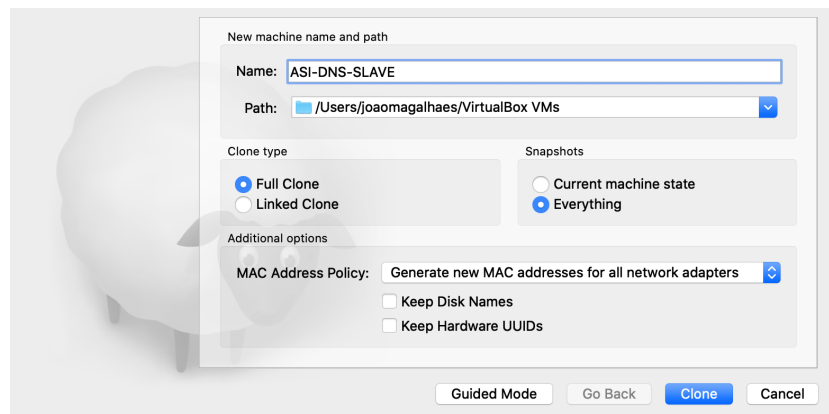 New machine name and path
Name: ASI-DNS-SLAVE
Path: /Users/joaomagalhaes/VirtualBox VMs
Clone type
Snapshots
Full Clone
Current machine state
Linked Clone
Everything
Additional options
MAC Address Policy: Generate new MAC addresses for all network adapters
Keep Disk Names
Keep Hardware UUIDs
Guided Mode Go Back Clone Cancel